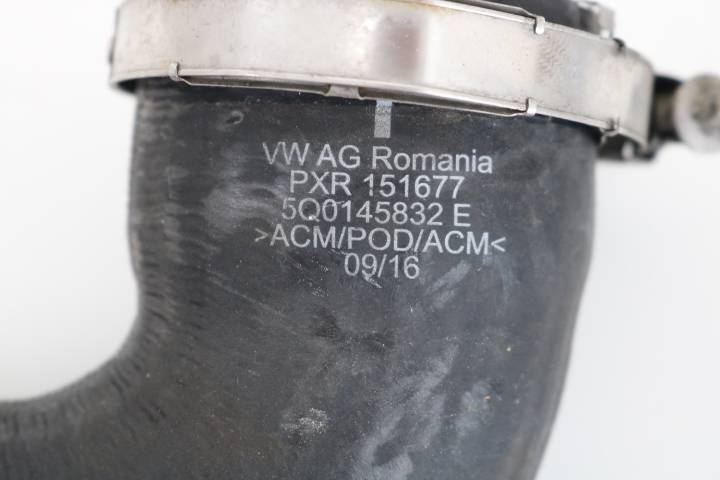 VW AG Romania
PXR 151677
5Q0145832 E
>ACM/POD/ACM<
09/16